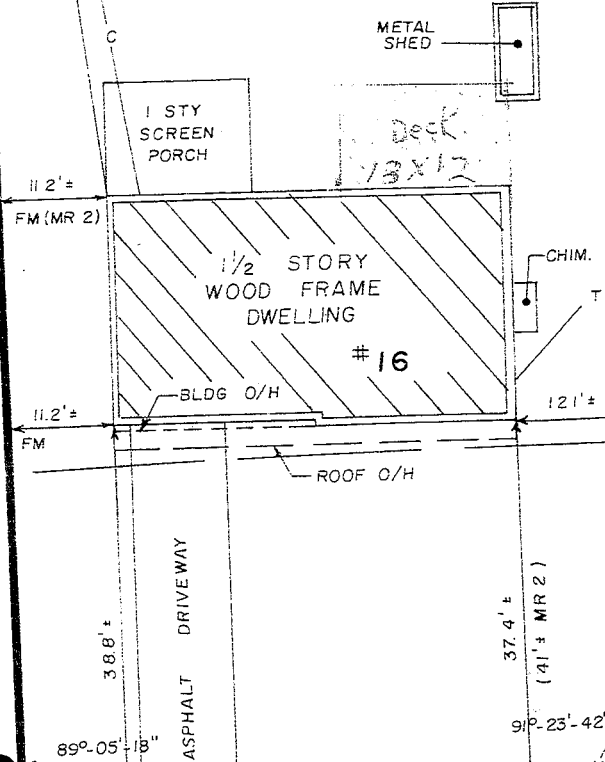 C
METAL
SHED
1 STY
SCREEN
PORCH
Deck
13X12
11.2'±
FM (MR 2)
1 1/2 STORY
WOOD FRAME
DWELLING
CHIM.
T
#16
BLDG O/H
11.2'±
FM
12.1'±
ROOF O/H
ASPHALT DRIVEWAY
38.8'±
37.4'±
(41'± MR 2)
89°-05'-18"
91°-23'-42"